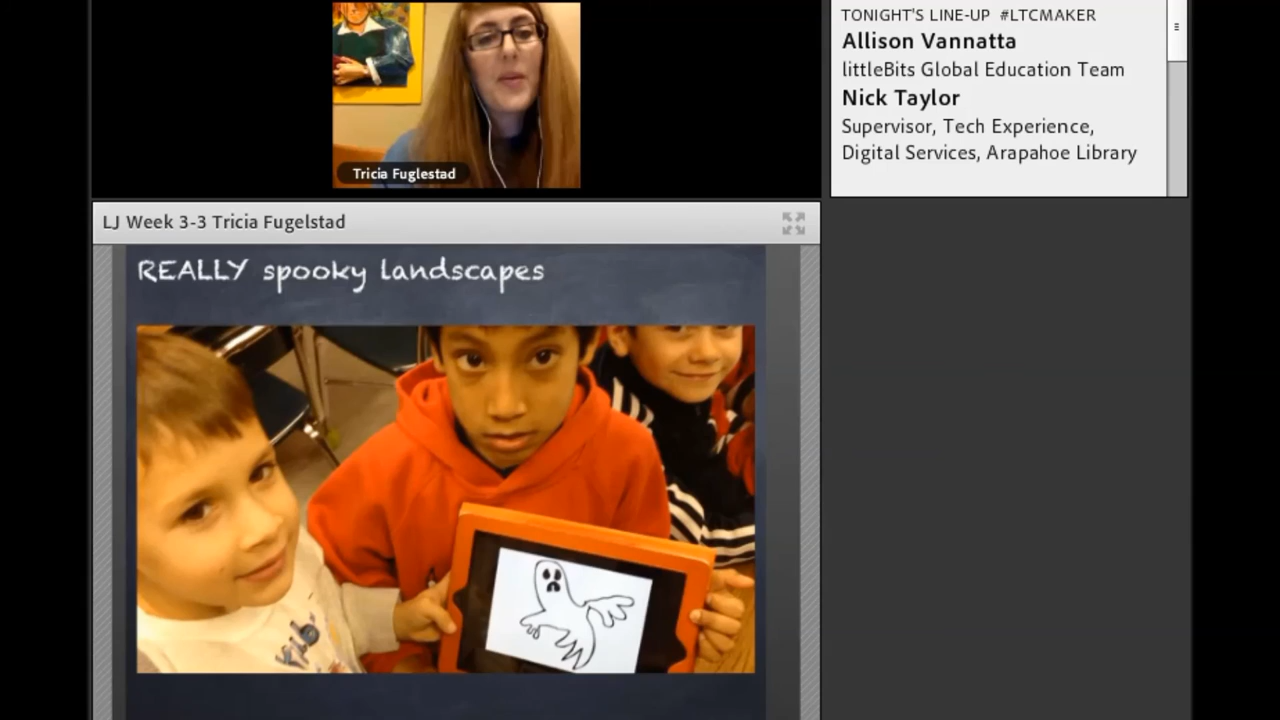 TONIGHT'S LINE-UP #LTCMAKER
Allison Vannatta
littleBits Global Education Team
Nick Taylor
Supervisor, Tech Experience,
Digital Services, Arapahoe Library
Tricia Fuglestad
LJ Week 3-3 Tricia Fugelstad
REALLY spooky landscapes